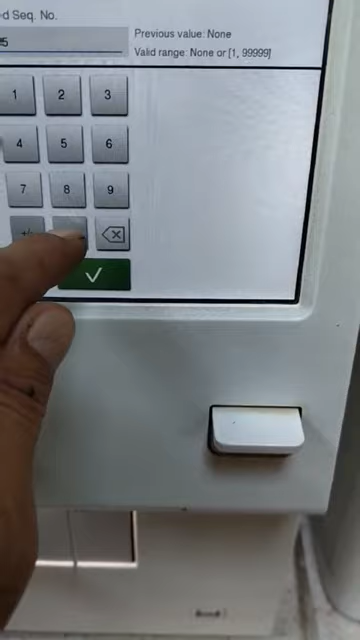 d Seq. No.
5
Previous value: None
Valid range: None or [1, 99999]
1 2 3
4 5 6
7 8 9